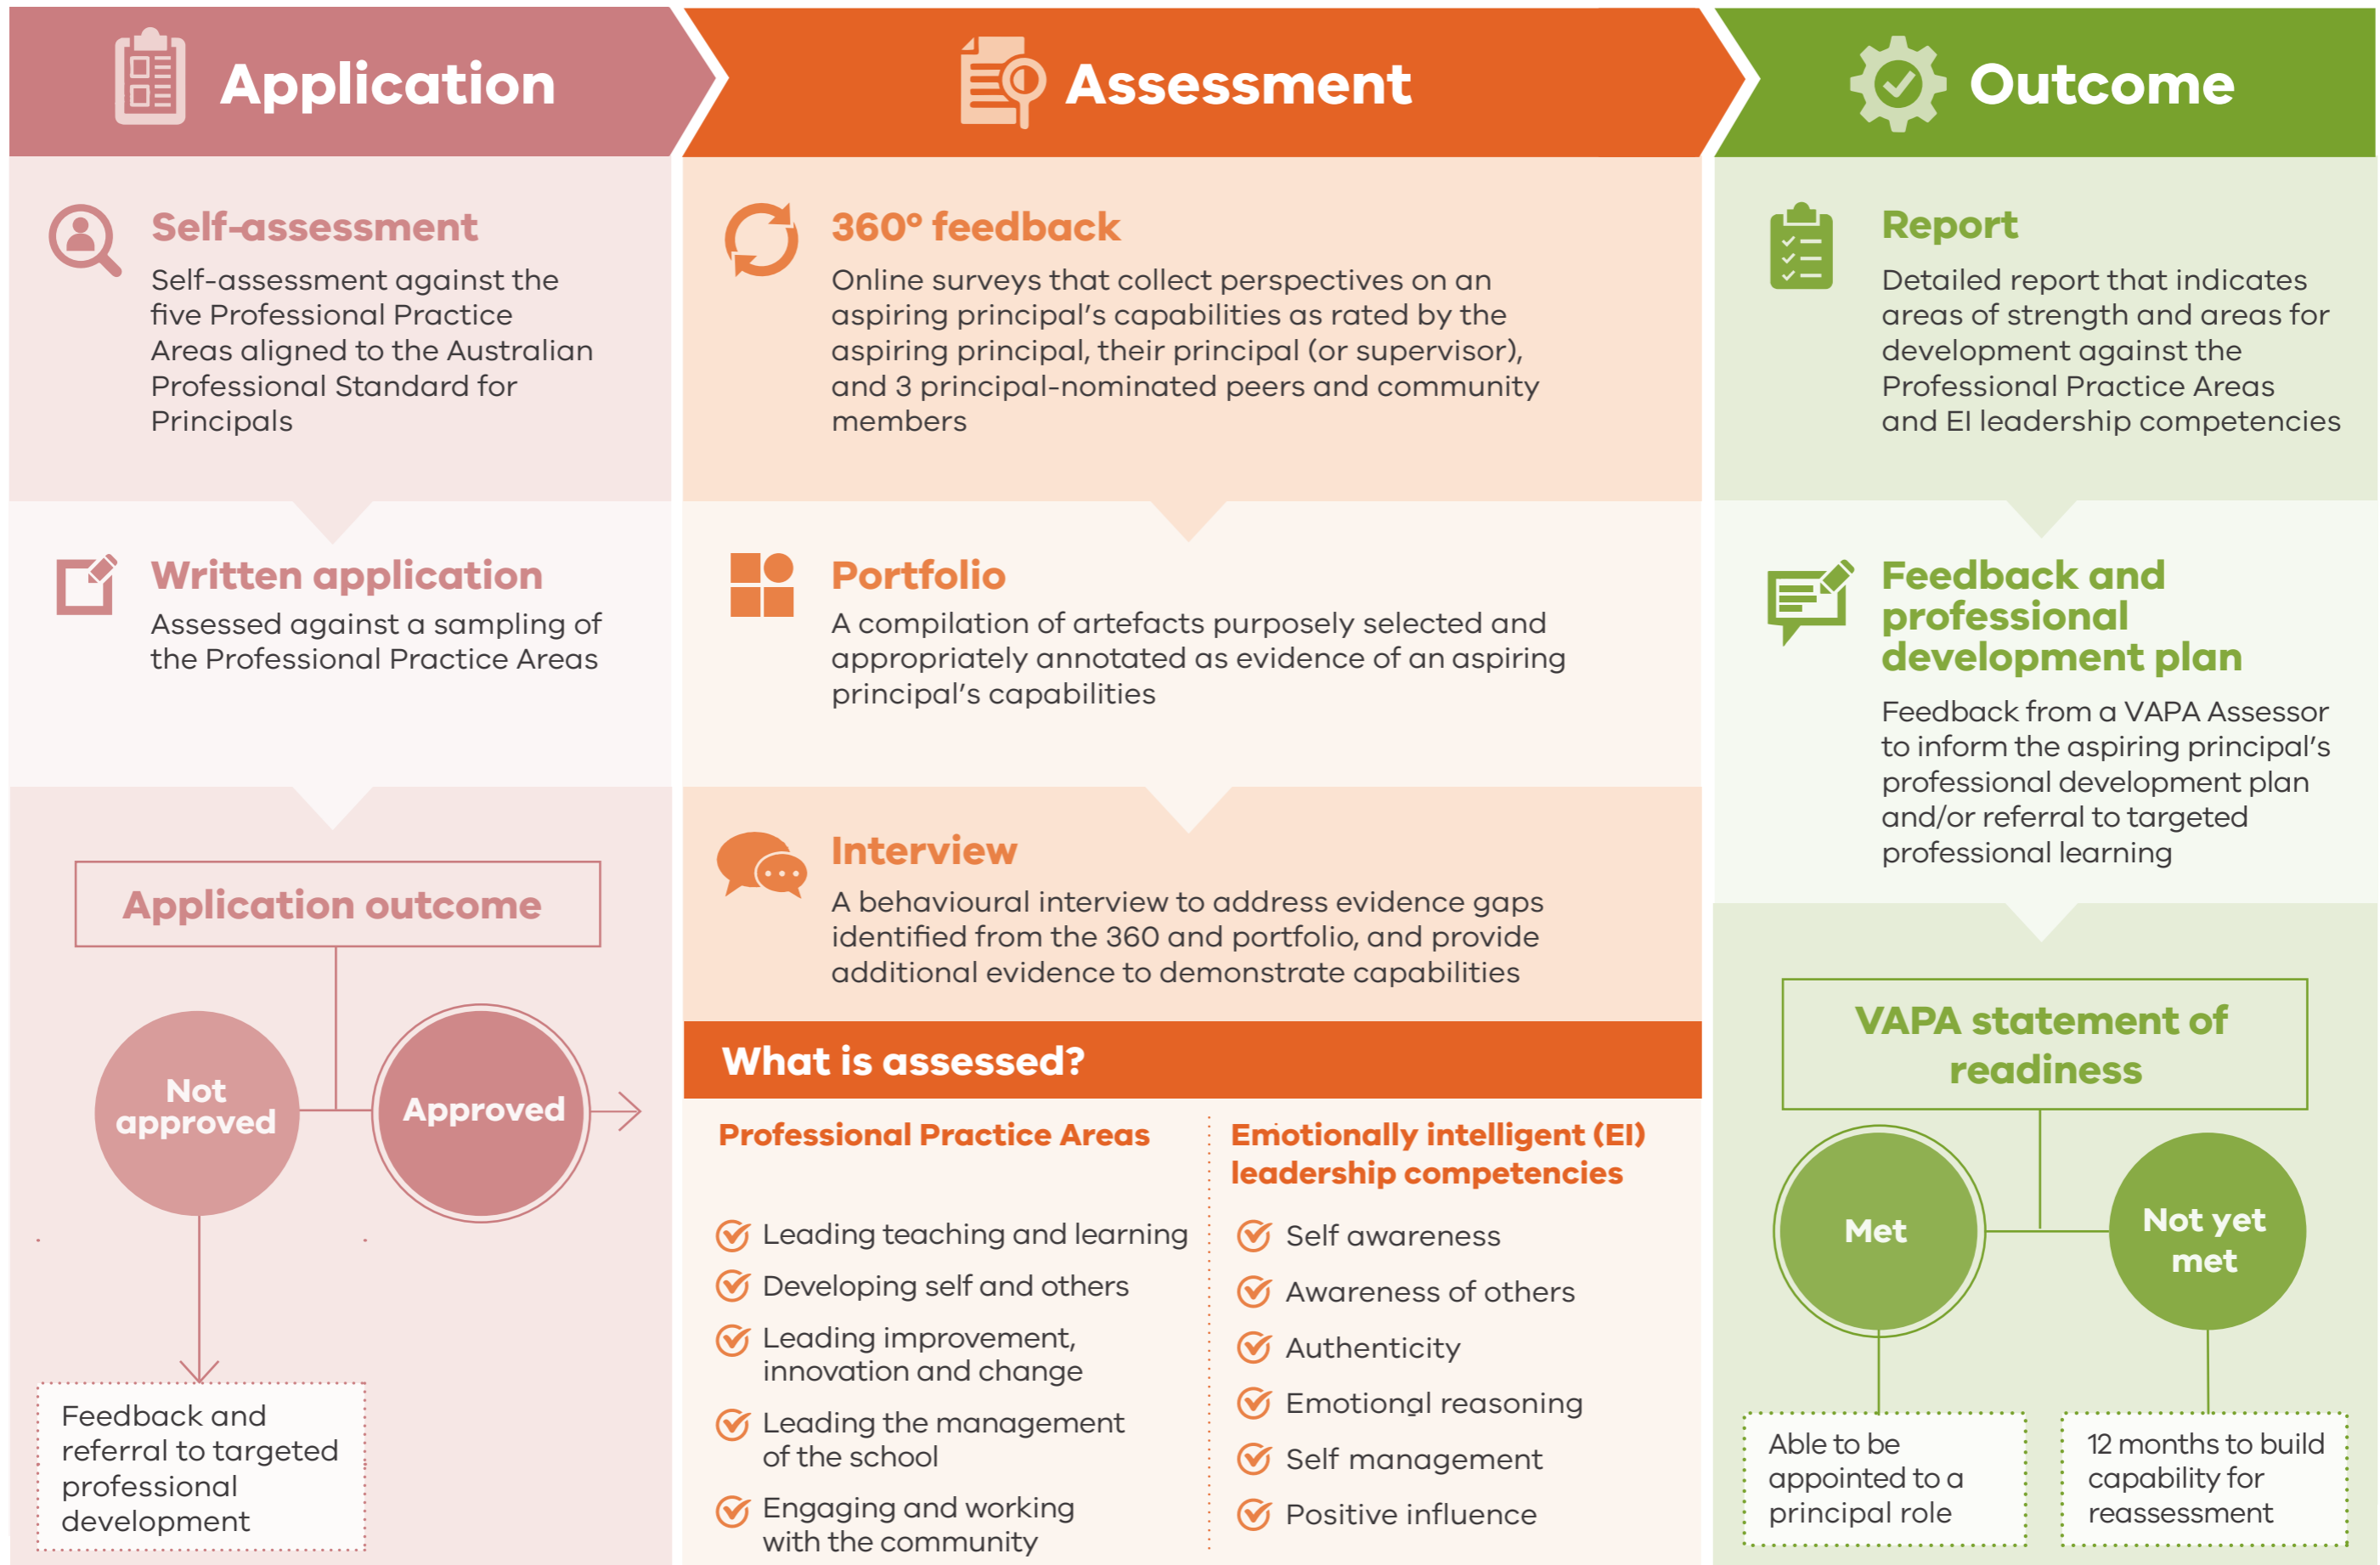 Application
Self-assessment
Self-assessment against the
five Professional Practice
Areas aligned to the Australian
Professional Standard for
Principals
Written application
Assessed against a sampling of
the Professional Practice Areas
Application outcome
Not
approved
Approved
Feedback and
referral to targeted
professional
development
Assessment
360º feedback
Online surveys that collect perspectives on an
aspiring principal's capabilities as rated by the
aspiring principal, their principal (or supervisor),
and 3 principal-nominated peers and community
members
Portfolio
A compilation of artefacts purposely selected and
appropriately annotated as evidence of an aspiring
principal's capabilities
Interview
A behavioural interview to address evidence gaps
identified from the 360 and portfolio, and provide
additional evidence to demonstrate capabilities
What is assessed?
Professional Practice Areas
Leading teaching and learning
Developing self and others
Leading improvement,
innovation and change
Leading the management
of the school
Engaging and working
with the community
Emotionally intelligent (EI)
leadership competencies
Self awareness
Awareness of others
Authenticity
Emotional reasoning
Self management
Positive influence
Outcome
Report
Detailed report that indicates
areas of strength and areas for
development against the
Professional Practice Areas
and EI leadership competencies
Feedback and
professional
development plan
Feedback from a VAPA Assessor
to inform the aspiring principal's
professional development plan
and/or referral to targeted
professional learning
VAPA statement of
readiness
Met
Not yet
met
Able to be
appointed to a
principal role
12 months to build
capability for
reassessment